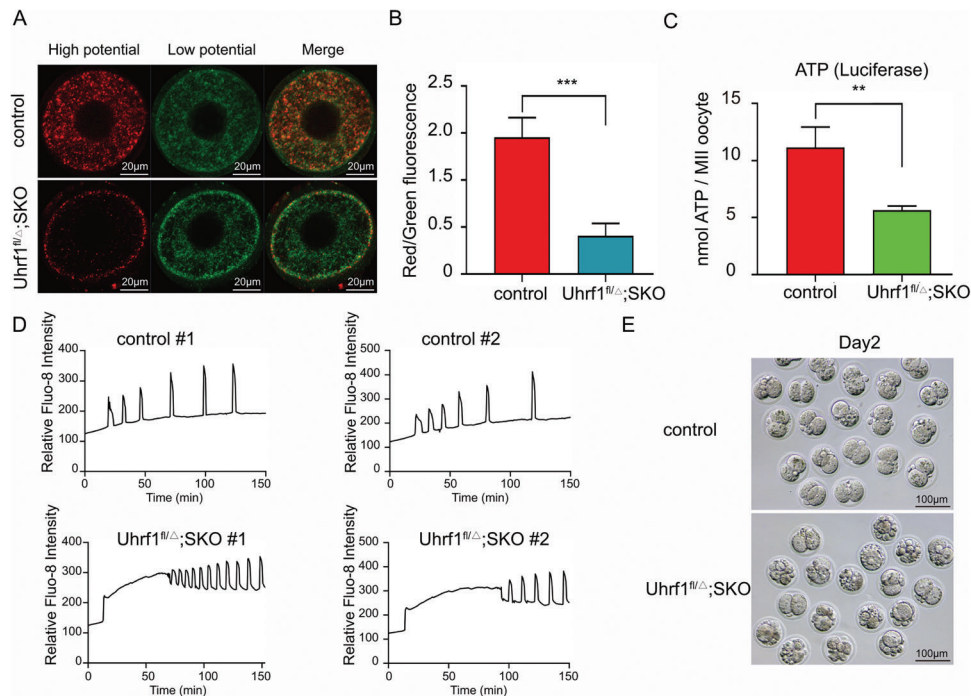 A
High potential
Low potential
Merge
control
20μm
20μm
20μm
Uhrf1fl/△;SKO
20μm
20μm
20μm
B
Red/Green fluorescence
2.5
2.0
1.5
0.5
0.0
***
control
Uhrf1fl/△;SKO
C
ATP (Luciferase)
nmol ATP / MII oocyte
15
10
5
0
**
control
Uhrf1fl/△;SKO
D
control #1
Relative Fluo-8 Intensity
400
300
200
100
0
0
50
100
150
Time (min)
control #2
Relative Fluo-8 Intensity
500
400
300
200
100
0
0
50
100
150
Time (min)
Uhrf1fl/△;SKO #1
Relative Fluo-8 Intensity
400
300
200
100
0
0
50
100
150
Time (min)
Uhrf1fl/△;SKO #2
Relative Fluo-8 Intensity
500
400
300
200
100
0
0
50
100
150
Time (min)
E
Day2
control
100μm
Uhrf1fl/△;SKO
100μm